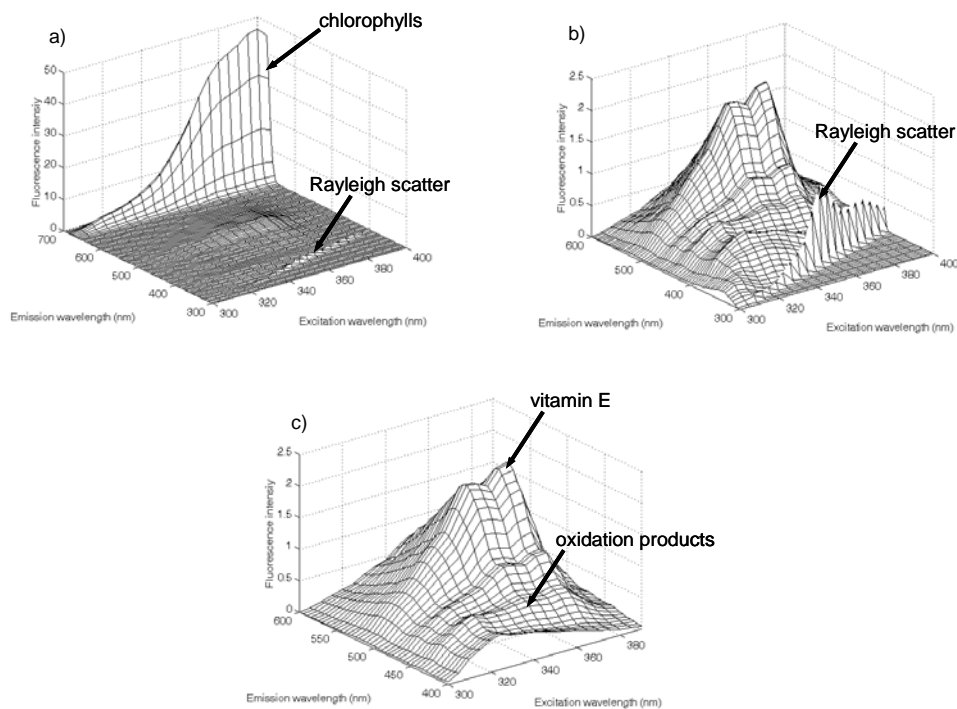 a)
chlorophylls
Rayleigh scatter
Fluorescence intensiy
50
40
30
20
10
0
700
600
500
400
300
300
320
340
360
380
400
Emission wavelength (nm)
Excitation wavelength (nm)
b)
Rayleigh scatter
Fluorescence intensiy
2.5
2
1.5
1
0.5
0
600
500
400
300
300
320
340
360
380
400
Emission wavelength (nm)
Excitation wavelength (nm)
c)
vitamin E
oxidation products
Fluorescence intensiy
2.5
2
1.5
1
0.5
0
600
550
500
450
400
300
320
340
360
380
Emission wavelength (nm)
Excitation wavelength (nm)